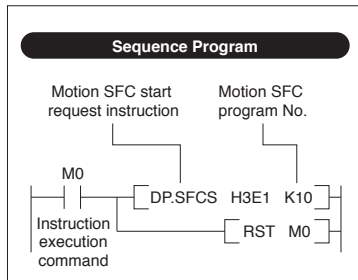 Sequence Program
Motion SFC start
request instruction
Motion SFC
program No.
M0
DP.SFCS H3E1 K10
RST M0
Instruction
execution
command